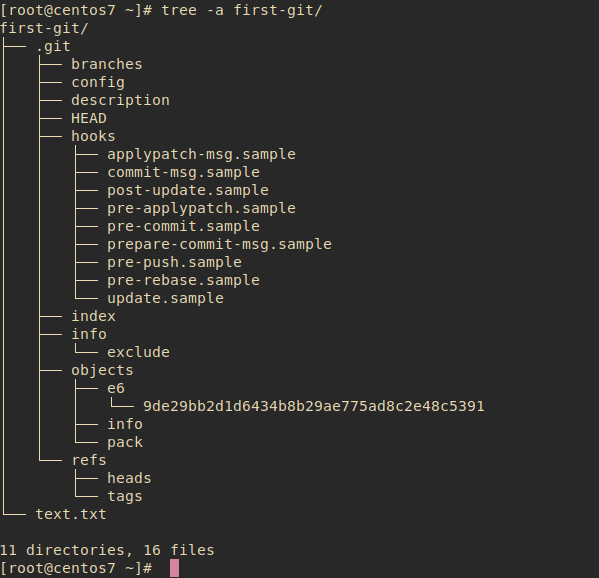 [root@centos7 ~]# tree -a first-git/
first-git/
├── .git
│   ├── branches
│   ├── config
│   ├── description
│   ├── HEAD
│   ├── hooks
│   │   ├── applypatch-msg.sample
│   │   ├── commit-msg.sample
│   │   ├── post-update.sample
│   │   ├── pre-applypatch.sample
│   │   ├── pre-commit.sample
│   │   ├── prepare-commit-msg.sample
│   │   ├── pre-push.sample
│   │   ├── pre-rebase.sample
│   │   └── update.sample
│   ├── index
│   ├── info
│   │   └── exclude
│   ├── objects
│   │   ├── e6
│   │   │   └── 9de29bb2d1d6434b8b29ae775ad8c2e48c5391
│   │   ├── info
│   │   └── pack
│   └── refs
│       ├── heads
│       └── tags
└── text.txt
11 directories, 16 files
[root@centos7 ~]#